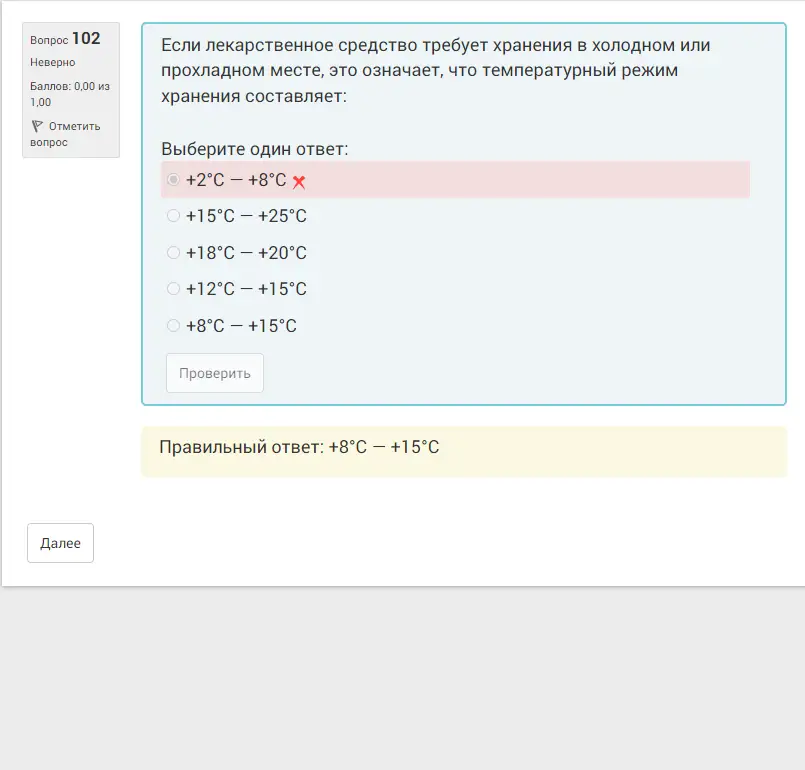 Вопрос 102
Неверно
Баллов: 0,00 из
1,00
Отметить
вопрос
Если лекарственное средство требует хранения в холодном или
прохладном месте, это означает, что температурный режим
хранения составляет:
Выберите один ответ:
+2°C — +8°C
+15°C — +25°C
+18°C — +20°C
+12°C — +15°C
+8°C — +15°C
Проверить
Правильный ответ: +8°C — +15°C
Далее